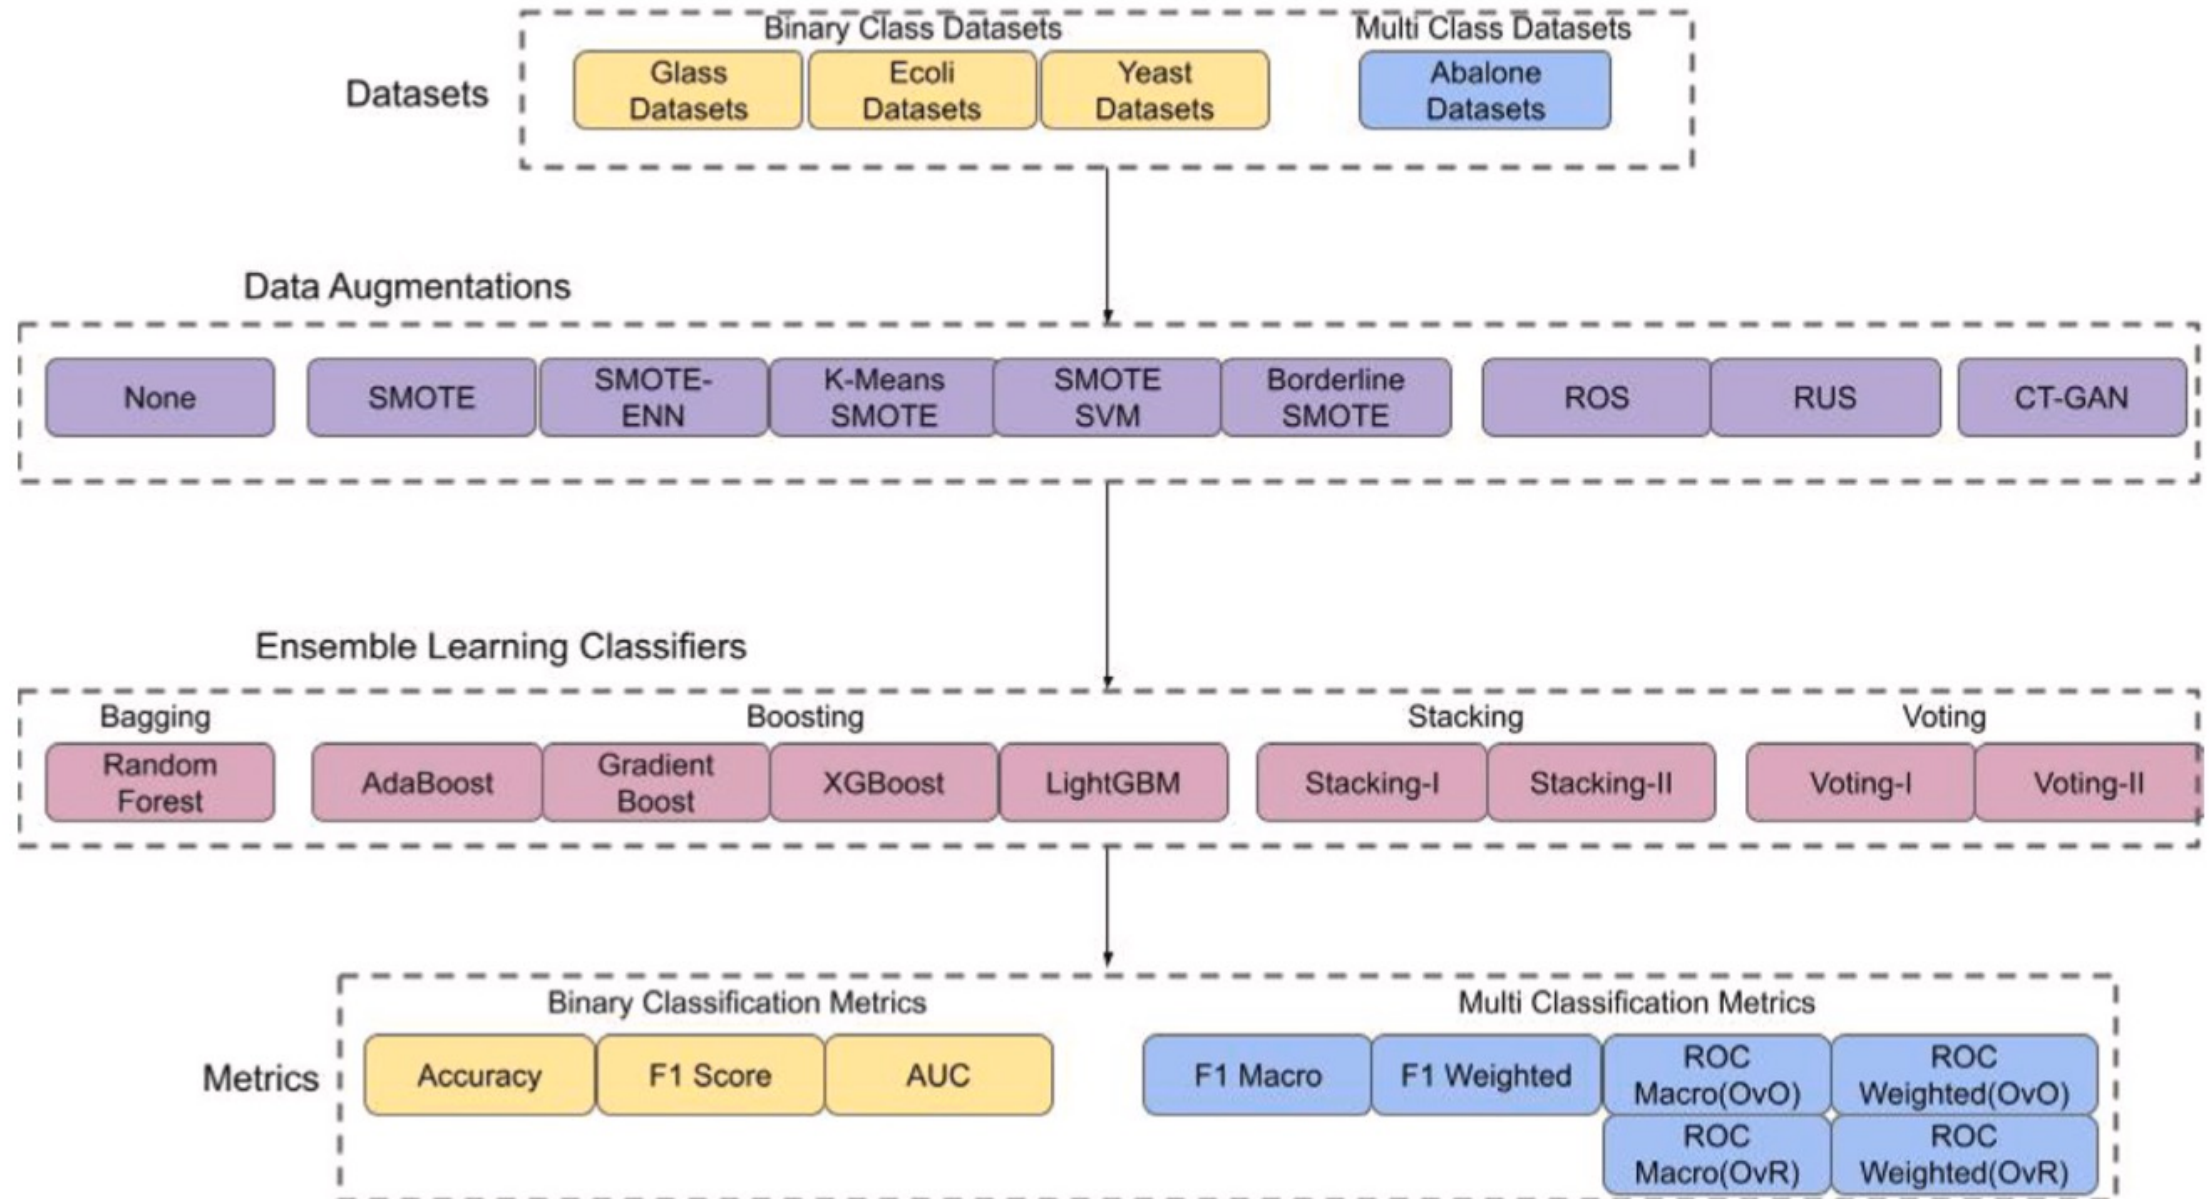 Binary Class Datasets
Multi Class Datasets
Datasets
Glass
Datasets
Ecoli
Datasets
Yeast
Datasets
Abalone
Datasets
Data Augmentations
None
SMOTE
SMOTE-
ENN
K-Means
SMOTE
SMOTE
SVM
Borderline
SMOTE
ROS
RUS
CT-GAN
Ensemble Learning Classifiers
Bagging
Boosting
Stacking
Voting
Random
Forest
AdaBoost
Gradient
Boost
XGBoost
LightGBM
Stacking-I
Stacking-II
Voting-I
Voting-II
Binary Classification Metrics
Multi Classification Metrics
Metrics
Accuracy
F1 Score
AUC
F1 Macro
F1 Weighted
ROC
Macro(OvO)
ROC
Weighted(OvO)
ROC
Macro(OvR)
ROC
Weighted(OvR)